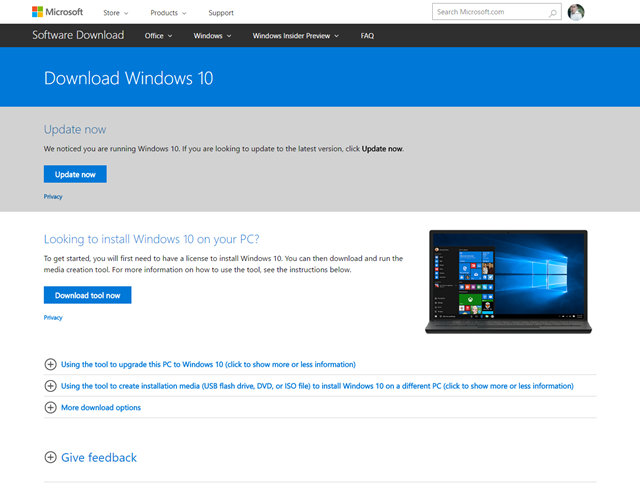 Microsoft Store Products Support Search Microsoft.com
Software Download Office Windows Windows Insider Preview FAQ
Download Windows 10
Update now
We noticed you are running Windows 10. If you are looking to update to the latest version, click Update now.
Update now
Privacy
Looking to install Windows 10 on your PC?
To get started, you will first need to have a license to install Windows 10. You can then download and run the
media creation tool. For more information on how to use the tool, see the instructions below.
Download tool now
Privacy
Using the tool to upgrade this PC to Windows 10 (click to show more or less information)
Using the tool to create installation media (USB flash drive, DVD, or ISO file) to install Windows 10 on a different PC (click to show more or less information)
More download options
Give feedback